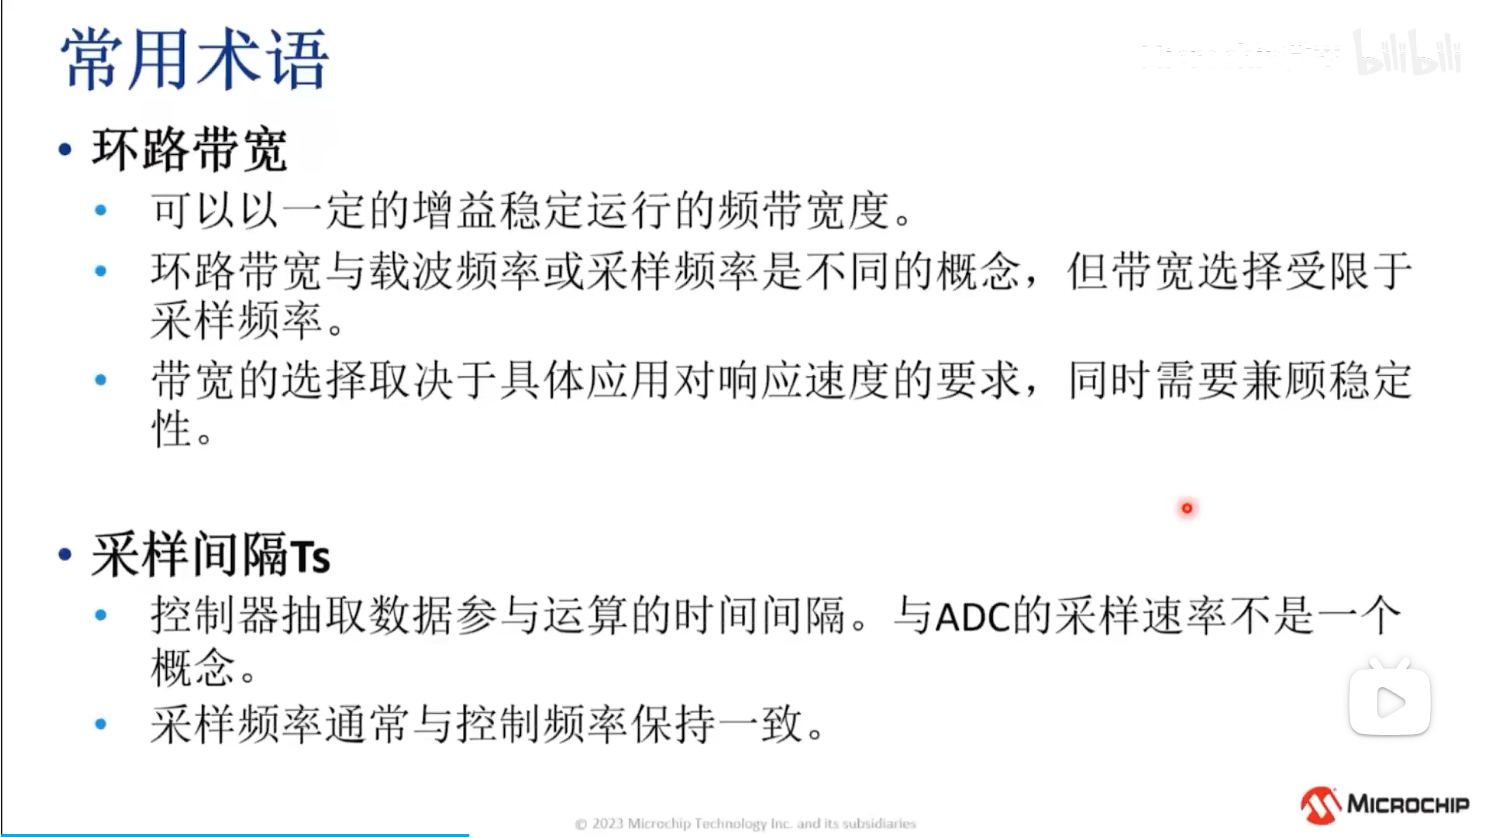 常用术语
bilibili
• 环路带宽
• 可以以一定的增益稳定运行的频带宽度。
• 环路带宽与载波频率或采样频率是不同的概念，但带宽选择受限于
采样频率。
• 带宽的选择取决于具体应用对响应速度的要求，同时需要兼顾稳定
性。
• 采样间隔Ts
• 控制器抽取数据参与运算的时间间隔。与ADC的采样速率不是一个
概念。
• 采样频率通常与控制频率保持一致。
MICROCHIP
© 2023 Microchip Technology Inc. and its subsidiaries